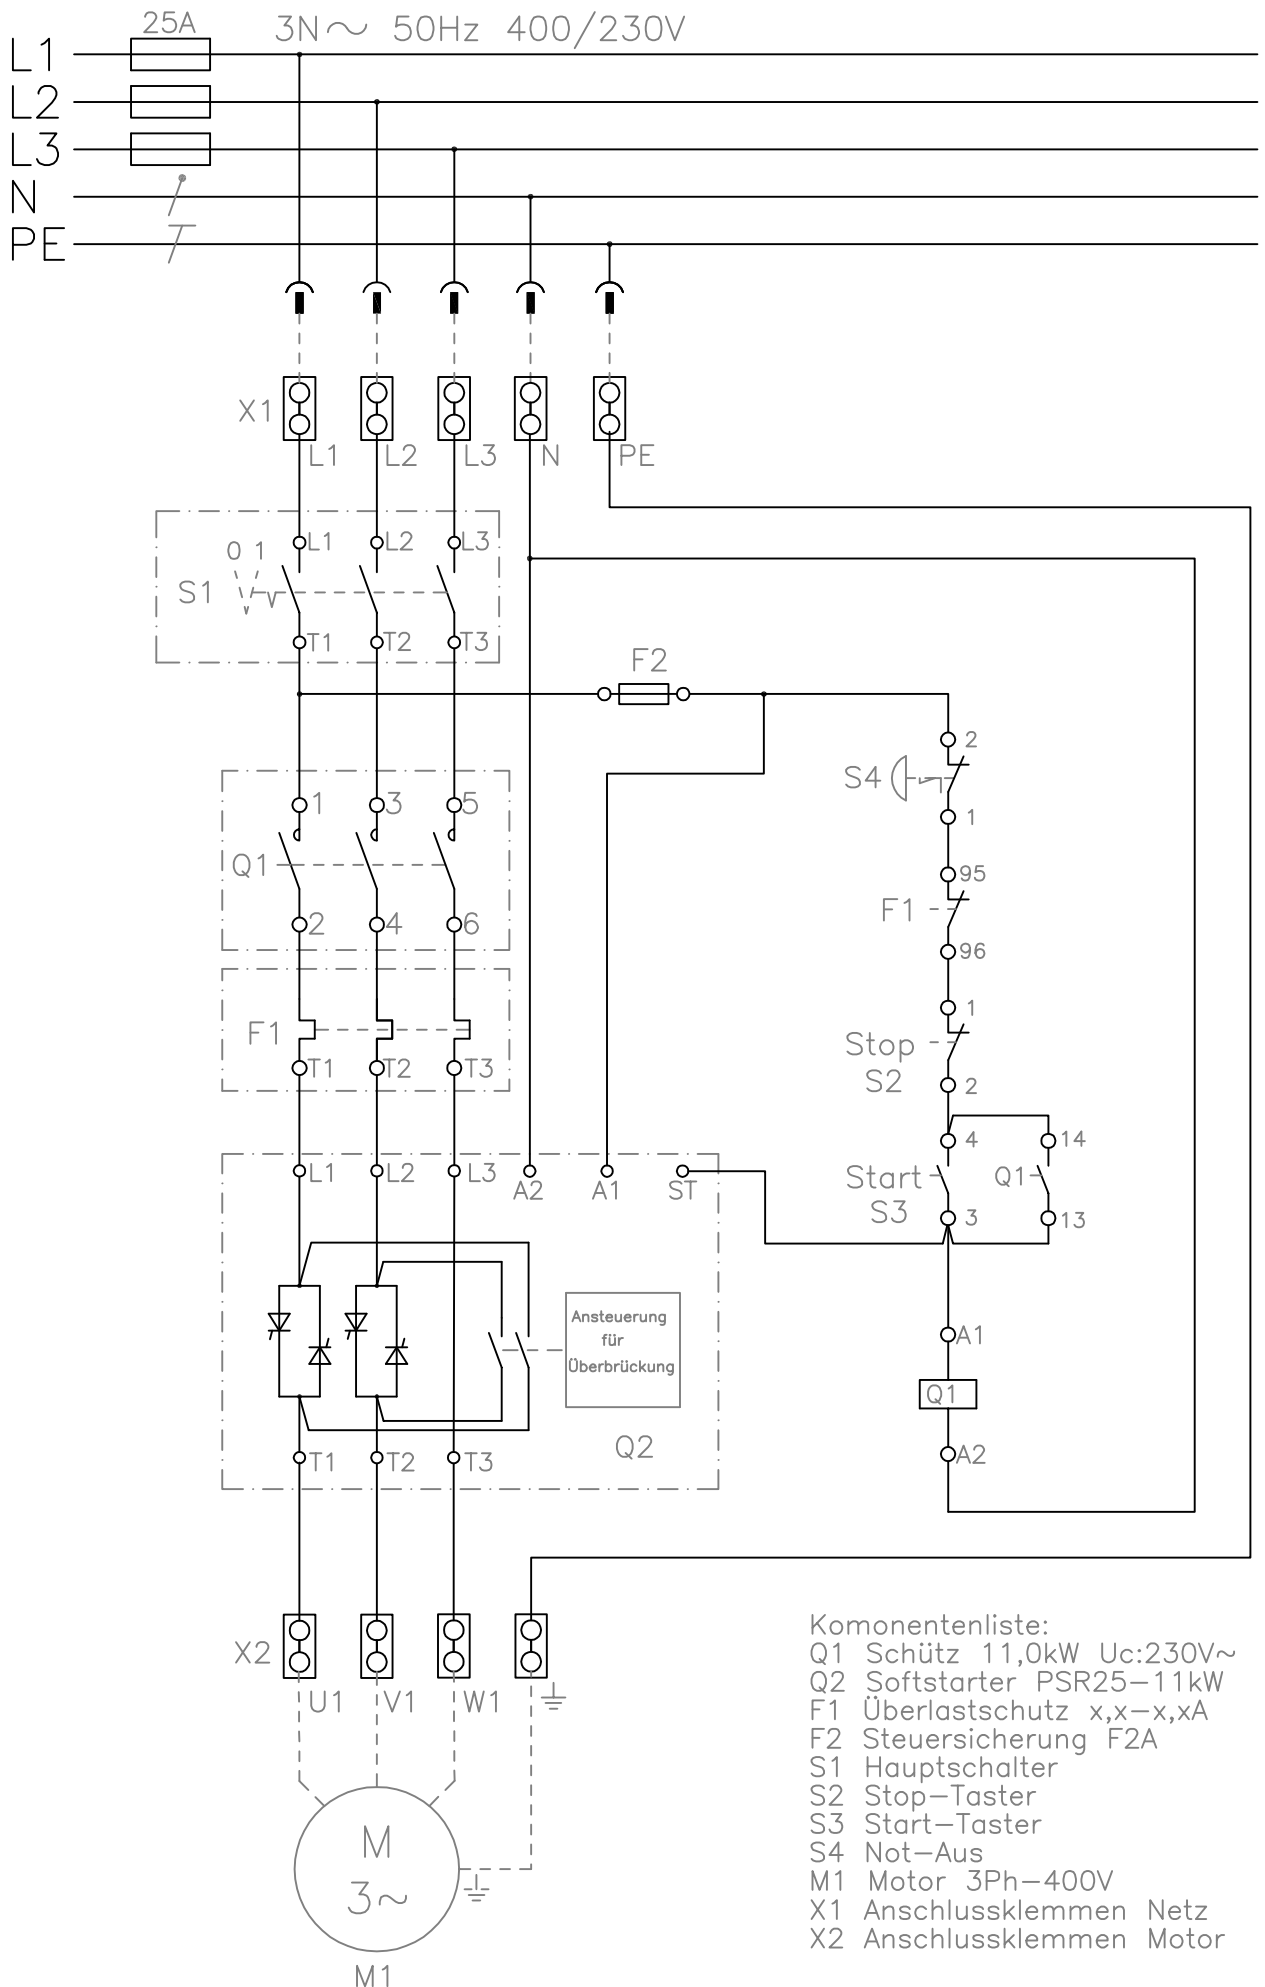 25A
3N～ 50Hz 400/230V
L1
L2
L3
N
PE
X1
L1 L2 L3 N PE
0 1
L1 L2 L3
S1
T1 T2 T3
F2
2
S4
1
1 3 5
Q1
2 4 6
95
F1
96
F1
T1 T2 T3
1
Stop
S2
2
4 14
Start Q1
S3 3 13
L1 L2 L3 A2 A1 ST
Ansteuerung
für
Überbrückung
A1
Q1
A2
Q2
T1 T2 T3
X2
U1 V1 W1
M
3~
M1
Komonentenliste:
Q1 Schütz 11,0kW Uc:230V~
Q2 Softstarter PSR25-11kW
F1 Überlastschutz x,x-x,xA
F2 Steuersicherung F2A
S1 Hauptschalter
S2 Stop-Taster
S3 Start-Taster
S4 Not-Aus
M1 Motor 3Ph-400V
X1 Anschlussklemmen Netz
X2 Anschlussklemmen Motor